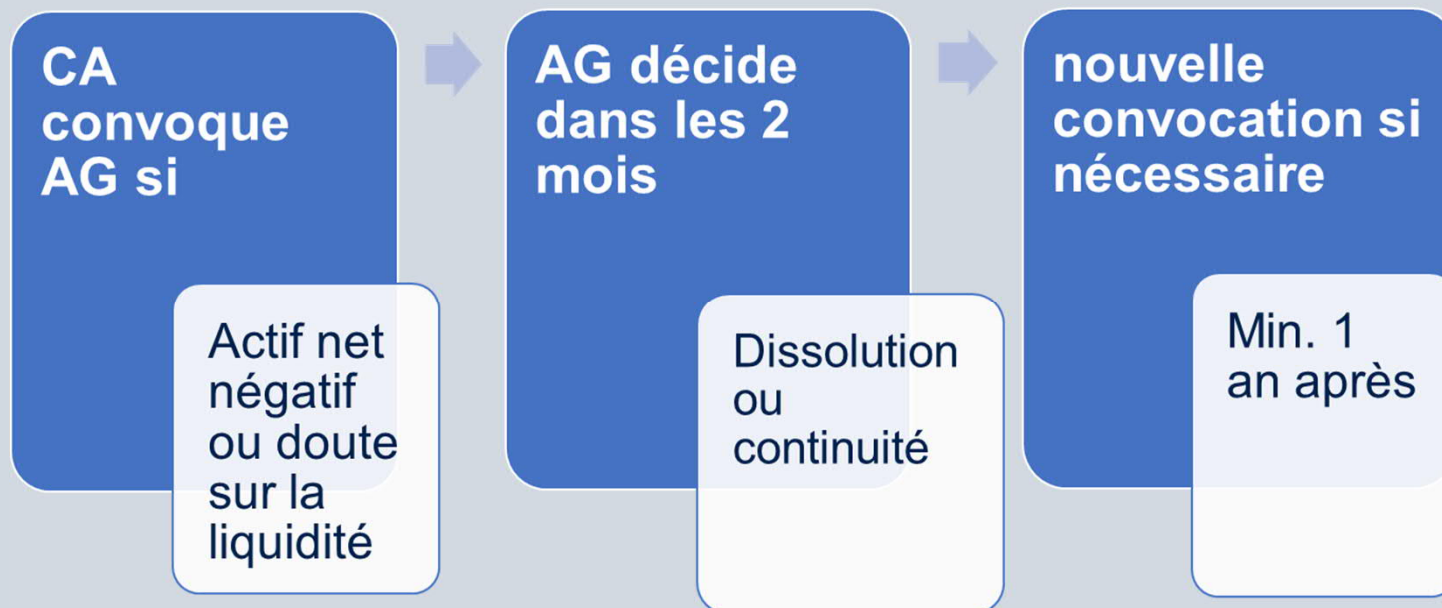 CA
convoque
AG si
Actif net
négatif
ou doute
sur la
liquidité
AG décide
dans les 2
mois
Dissolution
ou
continuité
nouvelle
convocation si
nécessaire
Min. 1
an après